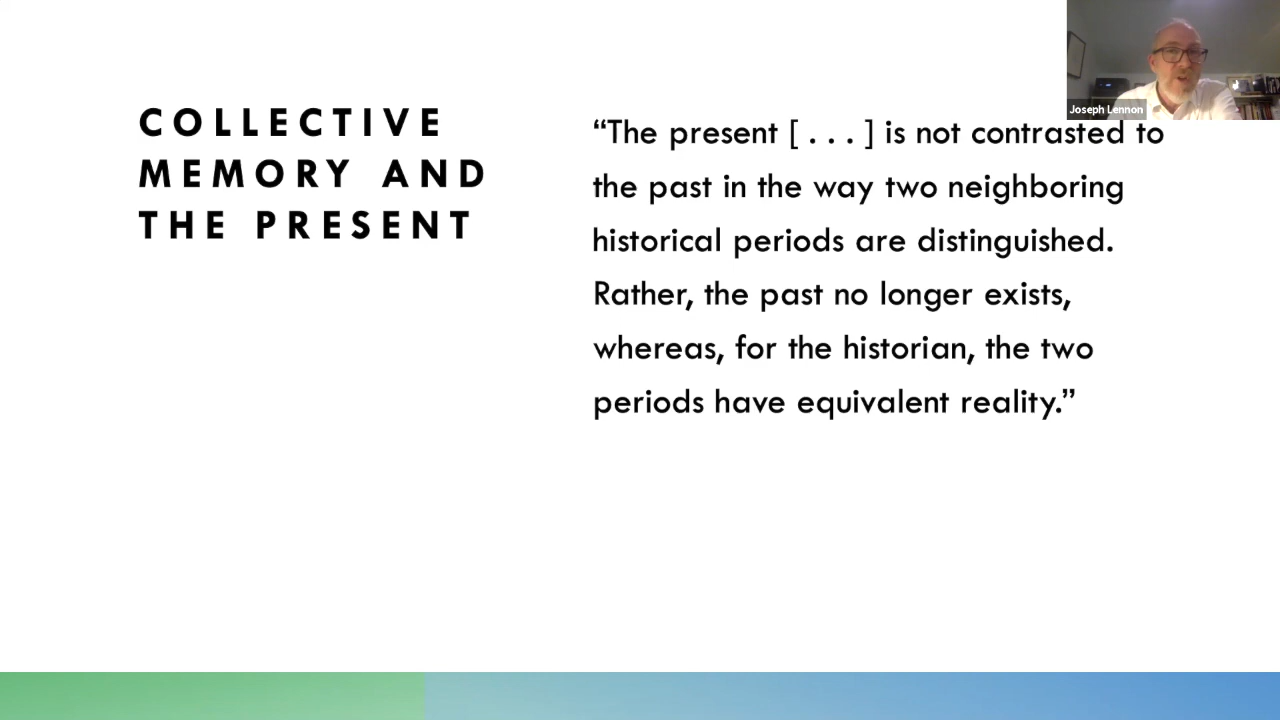 COLLECTIVE
MEMORY AND
THE PRESENT
“The present [ . . . ] is not contrasted to
the past in the way two neighboring
historical periods are distinguished.
Rather, the past no longer exists,
whereas, for the historian, the two
periods have equivalent reality.”
Joseph Lennon